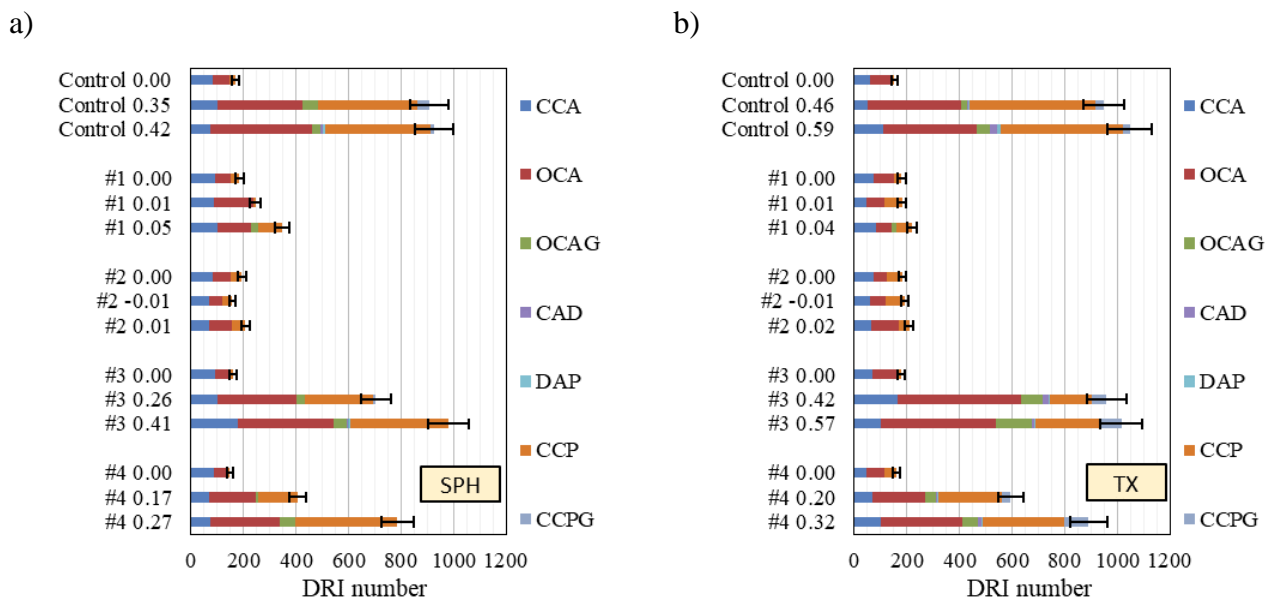 a)
Control 0.00
Control 0.35
Control 0.42
#1 0.00
#1 0.01
#1 0.05
#2 0.00
#2 -0.01
#2 0.01
#3 0.00
#3 0.26
#3 0.41
#4 0.00
#4 0.17
#4 0.27
0 200 400 600 800 1000 1200
DRI number
SPH
CCA
OCA
OCAG
CAD
DAP
CCP
CCPG
b)
Control 0.00
Control 0.46
Control 0.59
#1 0.00
#1 0.01
#1 0.04
#2 0.00
#2 -0.01
#2 0.02
#3 0.00
#3 0.42
#3 0.57
#4 0.00
#4 0.20
#4 0.32
0 200 400 600 800 1000 1200
DRI number
TX
CCA
OCA
OCAG
CAD
DAP
CCP
CCPG